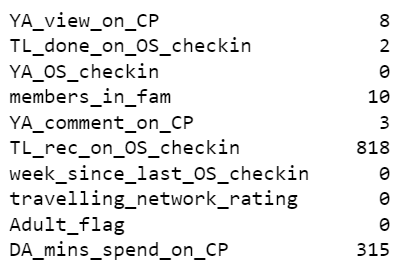 YA_view_on_CP 8
TL_done_on_OS_checkin 2
YA_OS_checkin 0
members_in_fam 10
YA_comment_on_CP 3
TL_rec_on_OS_checkin 818
week_since_last_OS_checkin 0
travelling_network_rating 0
Adult_flag 0
DA_mins_spend_on_CP 315